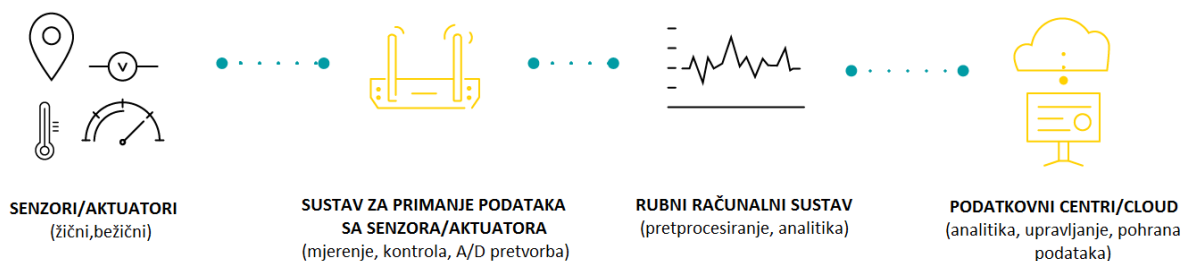 V
SENZORI/AKTUATORI
(žični,bežični)
SUSTAV ZA PRIMANJE PODATAKA
SA SENZORA/AKTUATORA
(mjerenje, kontrola, A/D pretvorba)
RUBNI RAČUNALNI SUSTAV
(pretprocesiranje, analitika)
PODATKOVNI CENTRI/CLOUD
(analitika, upravljanje, pohrana
podataka)